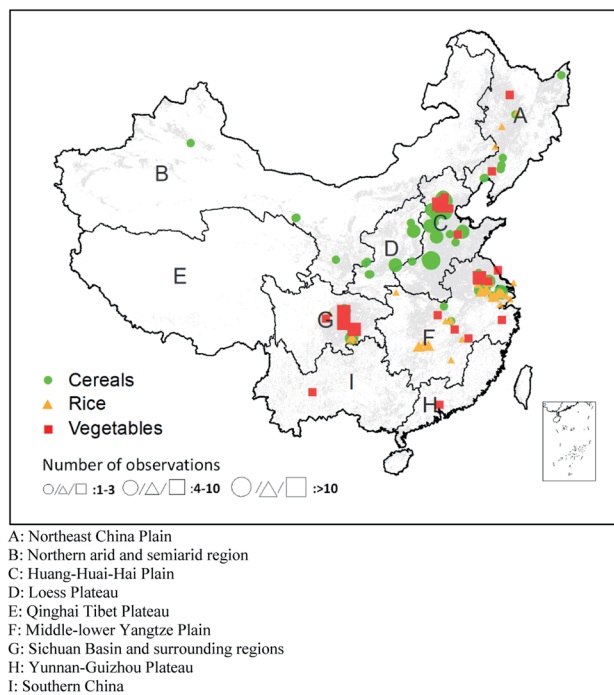 A
B
C
D
E
G
F
I
H
Cereals
Rice
Vegetables
Number of observations
:1-3 :4-10 :>10
A: Northeast China Plain
B: Northern arid and semiarid region
C: Huang-Huai-Hai Plain
D: Loess Plateau
E: Qinghai Tibet Plateau
F: Middle-lower Yangtze Plain
G: Sichuan Basin and surrounding regions
H: Yunnan-Guizhou Plateau
I: Southern China